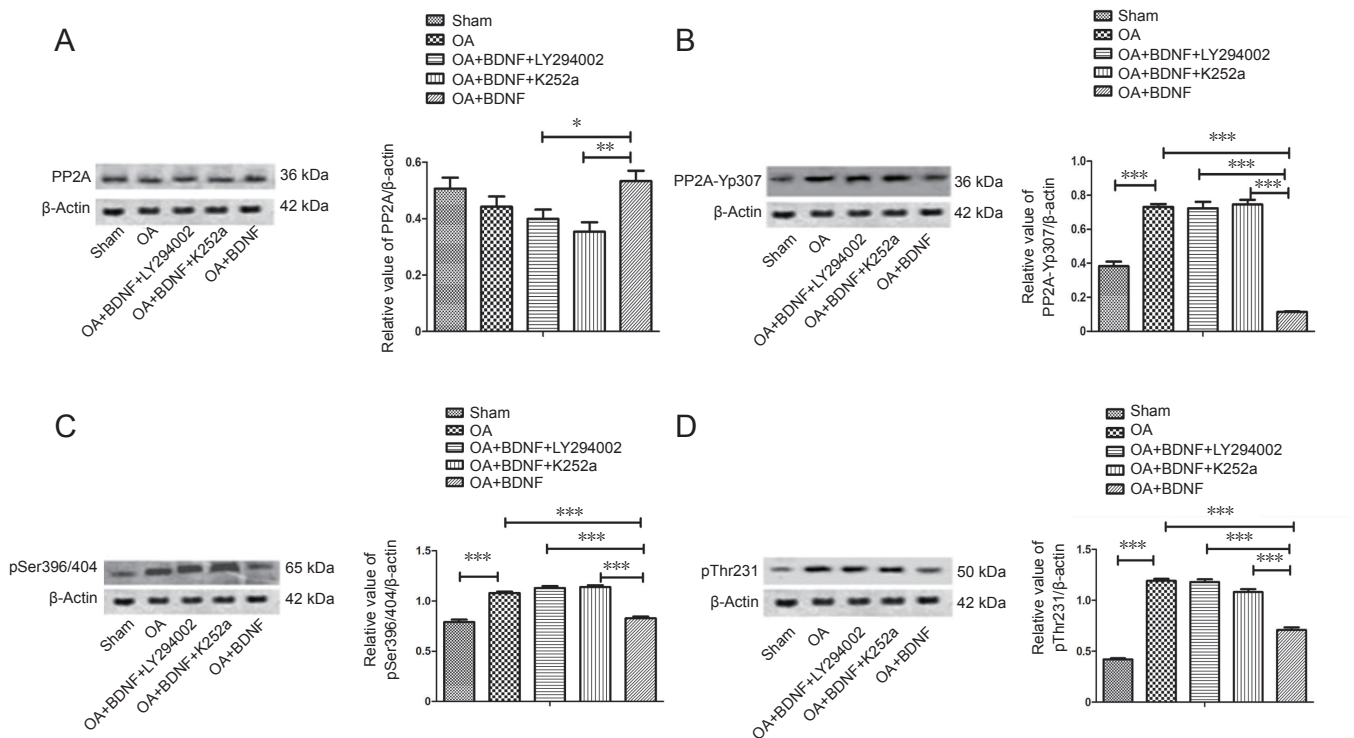 A
PP2A
36 kDa
β-Actin
42 kDa
Sham
OA
OA+BDNF+LY294002
OA+BDNF+K252a
OA+BDNF
Sham
OA
OA+BDNF+LY294002
OA+BDNF+K252a
OA+BDNF
*
**
Relative value of PP2A/β-actin
0.6
0.4
0.2
0
B
PP2A-Yp307
36 kDa
β-Actin
42 kDa
Sham
OA
OA+BDNF+LY294002
OA+BDNF+K252a
OA+BDNF
Sham
OA
OA+BDNF+LY294002
OA+BDNF+K252a
OA+BDNF
***
***
***
***
Relative value of
PP2A-Yp307/β-actin
1.0
0.8
0.6
0.4
0.2
0
C
pSer396/404
65 kDa
β-Actin
42 kDa
Sham
OA
OA+BDNF+LY294002
OA+BDNF+K252a
OA+BDNF
Sham
OA
OA+BDNF+LY294002
OA+BDNF+K252a
OA+BDNF
***
***
***
***
Relative value of
pSer396/404/β-actin
1.5
1.0
0.5
0
D
pThr231
50 kDa
β-Actin
42 kDa
Sham
OA
OA+BDNF+LY294002
OA+BDNF+K252a
OA+BDNF
Sham
OA
OA+BDNF+LY294002
OA+BDNF+K252a
OA+BDNF
***
***
***
***
Relative value of
pThr231/β-actin
1.5
1.0
0.5
0